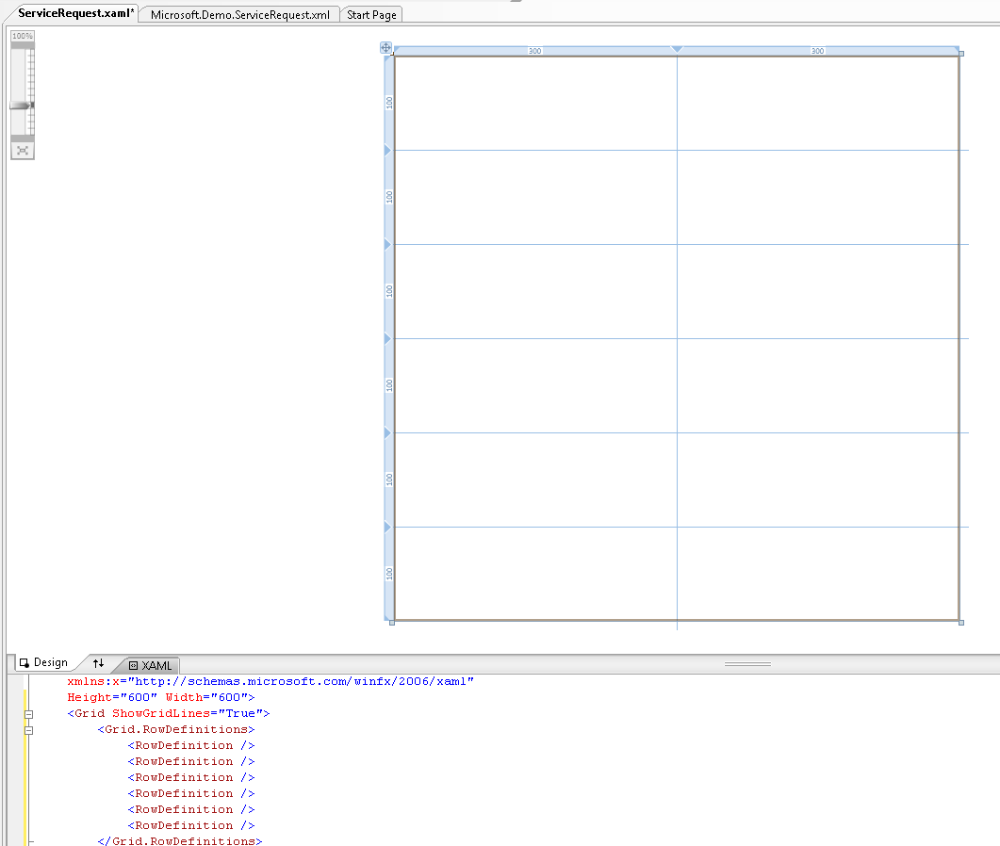 ServiceRequest.xaml* Microsoft.Demo.ServiceRequest.xml Start Page
100%
300 300
100
100
100
100
100
100
Design XAML
xmlns:x="http://schemas.microsoft.com/winfx/2006/xaml"
Height="600" Width="600">
<Grid ShowGridLines="True">
<Grid.RowDefinitions>
<RowDefinition />
<RowDefinition />
<RowDefinition />
<RowDefinition />
<RowDefinition />
<RowDefinition />
</Grid.RowDefinitions>